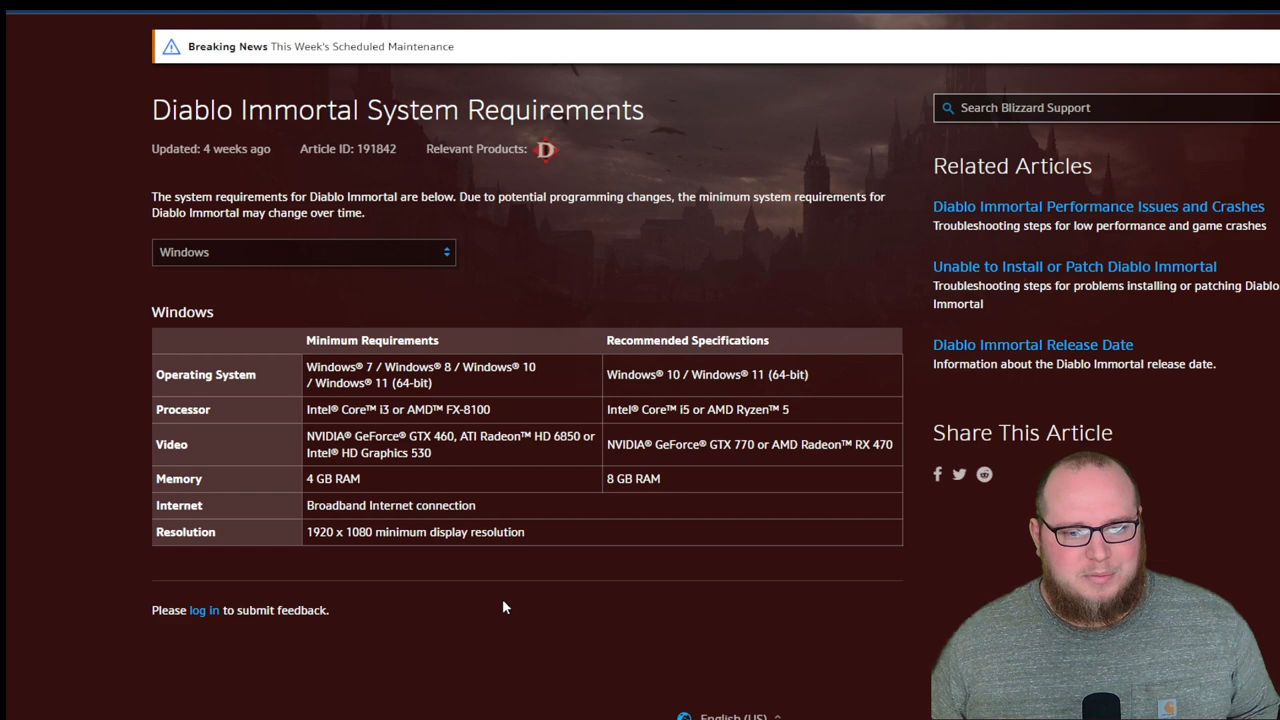 Breaking News This Week's Scheduled Maintenance
Diablo Immortal System Requirements
Updated: 4 weeks ago Article ID: 191842 Relevant Products:
The system requirements for Diablo Immortal are below. Due to potential programming changes, the minimum system requirements for
Diablo Immortal may change over time.
Windows
Windows
Minimum Requirements Recommended Specifications
Operating System
Windows® 7 / Windows® 8 / Windows® 10
/ Windows® 11 (64-bit)
Windows® 10 / Windows® 11 (64-bit)
Processor Intel® Core™ i3 or AMD™ FX-8100 Intel® Core™ i5 or AMD Ryzen™ 5
Video
NVIDIA® GeForce® GTX 460, ATI Radeon™ HD 6850 or
Intel® HD Graphics 530
NVIDIA® GeForce® GTX 770 or AMD Radeon™ RX 470
Memory 4 GB RAM 8 GB RAM
Internet Broadband Internet connection
Resolution 1920 x 1080 minimum display resolution
Please log in to submit feedback.
Search Blizzard Support
Related Articles
Diablo Immortal Performance Issues and Crashes
Troubleshooting steps for low performance and game crashes
Unable to Install or Patch Diablo Immortal
Troubleshooting steps for problems installing or patching Diablo
Immortal
Diablo Immortal Release Date
Information about the Diablo Immortal release date.
Share This Article
English (US)